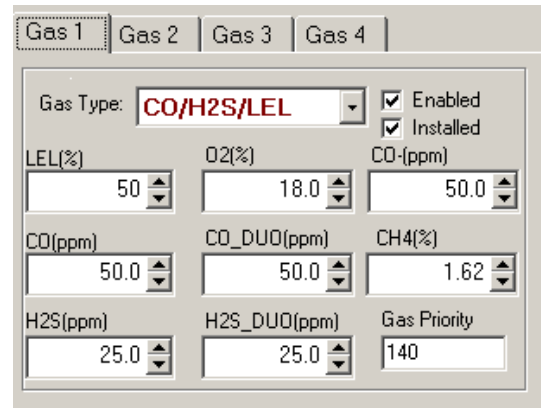 Gas 1 Gas 2 Gas 3 Gas 4
Gas Type: CO/H2S/LEL Enabled
Installed
LEL(%) O2(%) CO-(ppm)
50 18.0 50.0
CO(ppm) CO_DUO(ppm) CH4(%)
50.0 50.0 1.62
H2S(ppm) H2S_DUO(ppm) Gas Priority
25.0 25.0 140